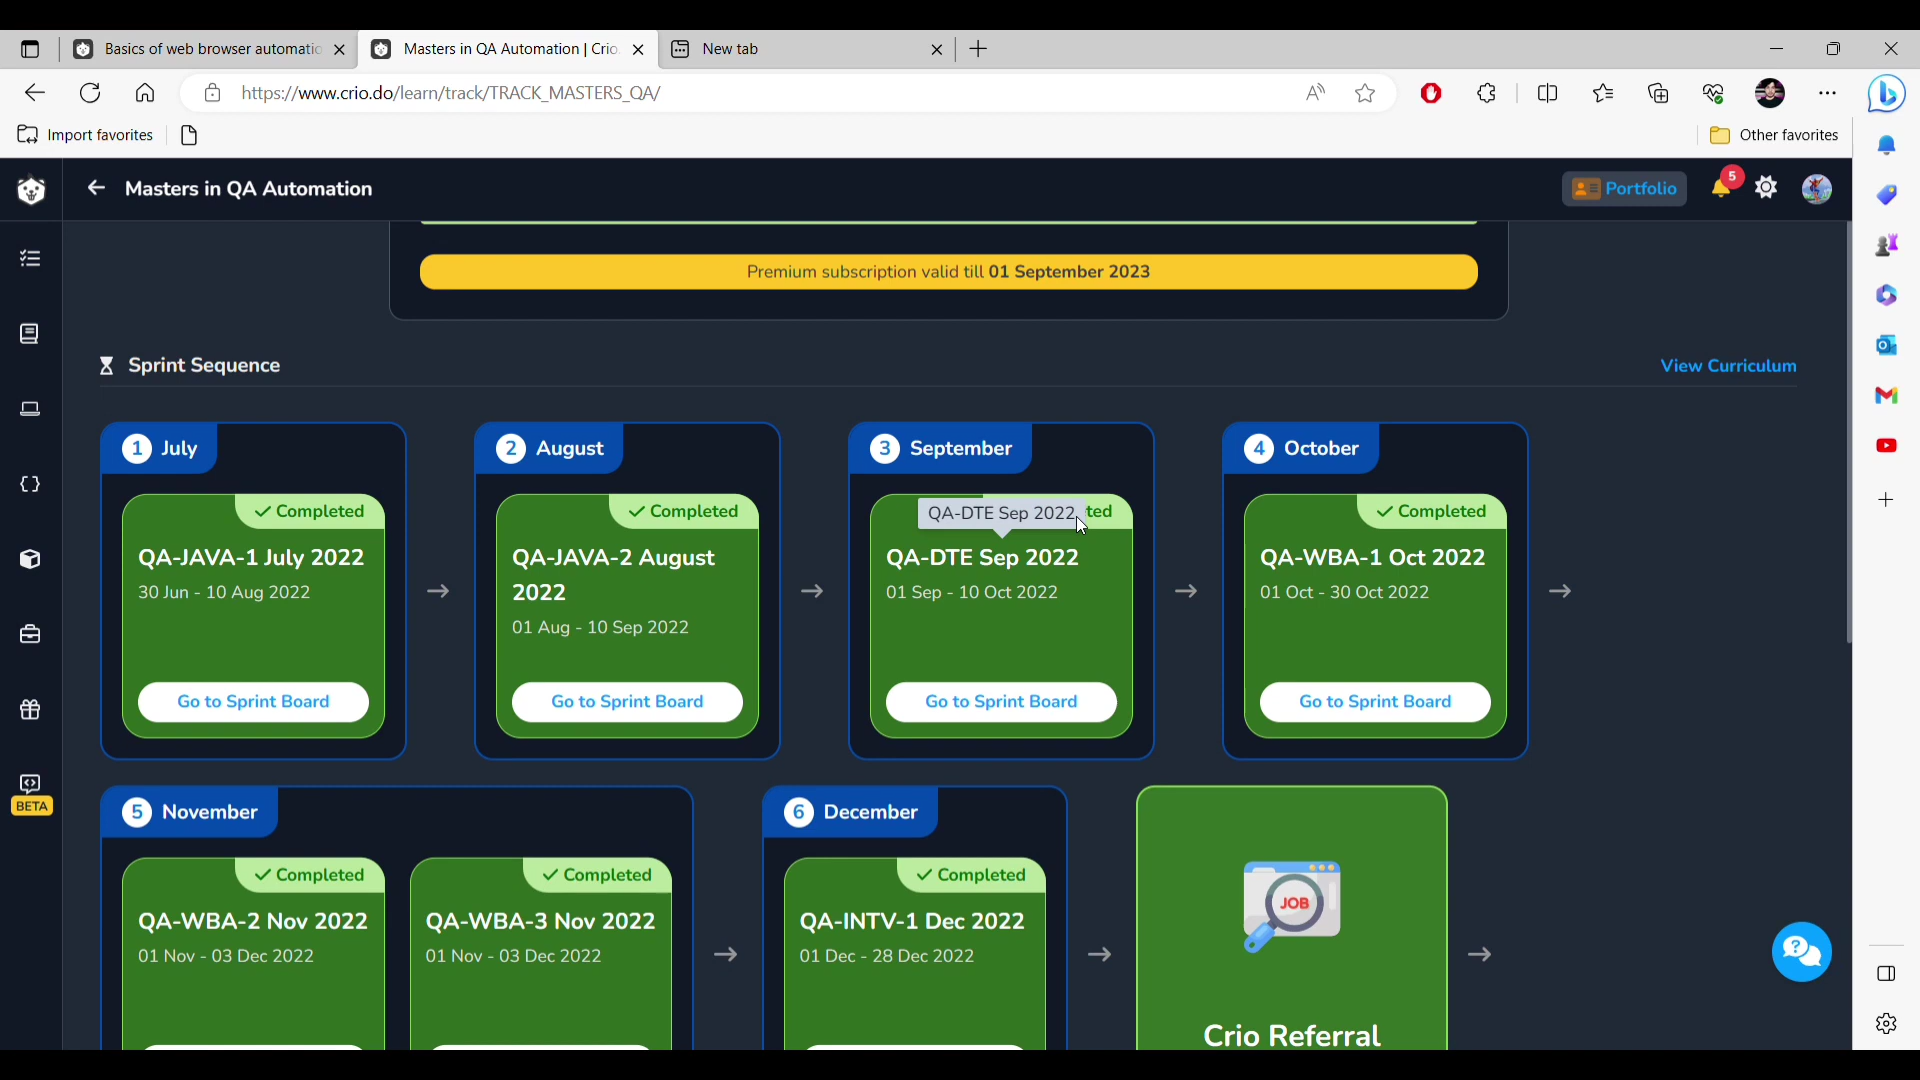 Basics of web browser automatio
Masters in QA Automation | Crio.
New tab
https://www.crio.do/learn/track/TRACK_MASTERS_QA/
Import favorites
Other favorites
Masters in QA Automation
Portfolio
5
Premium subscription valid till 01 September 2023
Sprint Sequence
View Curriculum
1 July
2 August
3 September
4 October
Completed
Completed
QA-DTE Sep 2022
ted
Completed
QA-JAVA-1 July 2022
30 Jun - 10 Aug 2022
QA-JAVA-2 August
2022
01 Aug - 10 Sep 2022
QA-DTE Sep 2022
01 Sep - 10 Oct 2022
QA-WBA-1 Oct 2022
01 Oct - 30 Oct 2022
Go to Sprint Board
Go to Sprint Board
Go to Sprint Board
Go to Sprint Board
BETA
5 November
6 December
Completed
Completed
Completed
QA-WBA-2 Nov 2022
01 Nov - 03 Dec 2022
QA-WBA-3 Nov 2022
01 Nov - 03 Dec 2022
QA-INTV-1 Dec 2022
01 Dec - 28 Dec 2022
JOB
Crio Referral